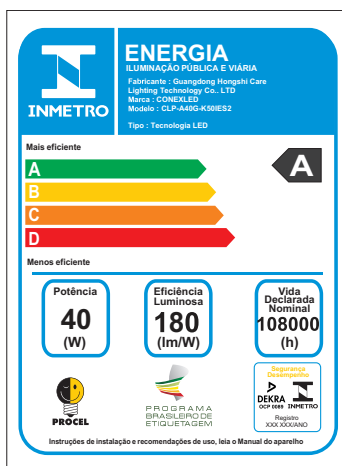 INMETRO
ENERGIA
ILUMINAÇÃO PÚBLICA E VIÁRIA
Fabricante : Guangdong Hongshi Care
Lighting Technology Co.. LTD
Marca : CONEXLED
Modelo : CLP-A40G-K50IES2
Tipo : Tecnologia LED
Mais eficiente
A
A
B
C
D
Menos eficiente
Potência
40
(W)
Eficiência
Luminosa
180
(lm/W)
Vida
Declarada
Nominal
108000
(h)
PROCEL
PROGRAMA
BRASILEIRO DE
ETIQUETAGEM
Segurança
Desempenho
DEKRA
OCP 0085
INMETRO
Registro
XXX XXX/ANO
Instruções de instalação e recomendações de uso, leia o Manual do aparelho